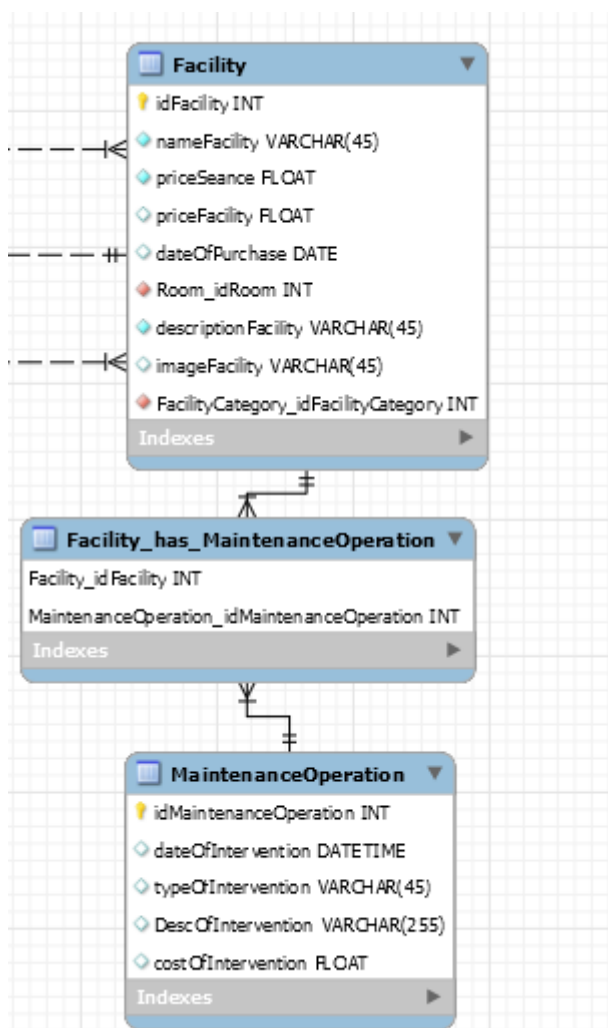 Facility
idFacility INT
nameFacility VARCHAR(45)
priceSeance FLOAT
priceFacility FLOAT
dateOfPurchase DATE
Room_idRoom INT
descriptionFacility VARCHAR(45)
imageFacility VARCHAR(45)
FacilityCategory_idFacilityCategory INT
Indexes
Facility_has_MaintenanceOperation
Facility_idFacility INT
MaintenanceOperation_idMaintenanceOperation INT
Indexes
MaintenanceOperation
idMaintenanceOperation INT
dateOfIntervention DATETIME
typeOfIntervention VARCHAR(45)
DescOfIntervention VARCHAR(255)
costOfIntervention FLOAT
Indexes